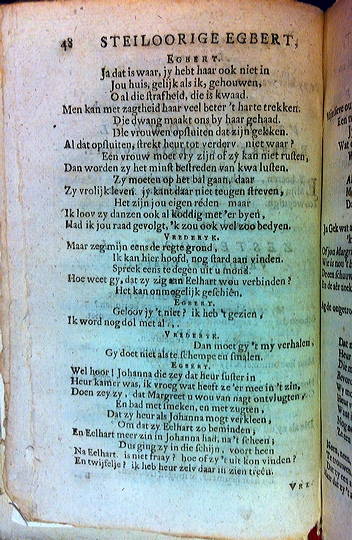 48 STEILOORIGE EGBERT,
EGBERT.
Ja dat is waar, jy hebt haar ook niet in
Jou huis, gelijk als ik, gehouwen,
O al die strafheid, die is kwaad.
Men kan met zagtheid haar veel beter 't harte trekken.
Die dwang maakt ons by haar gehaad.
Die vrouwen opsluiten dat zijn gekken.
Al dat opsluiten, strekt heur tot verderv niet waar?
Een vrouw moet vry zijn of zy kan niet rusten,
Dan worden zy het minst bestreden van kwa lusten.
Zy moeten op het bal gaan, daar
Zy vrolijk leven. jy kant daar niet teugen streven,
Het zijn jou eigen reden maar
'Ik loov zy danzen ook al koddig met 'er byen,
Had ik jou raad gevolgt, 'k zou ook wel zoo bedyen.
VREDERYK.
Maar zeg mijn eens de regte grond,
Ik kan hier hoofd, nog staard aan vinden.
Spreek eens te degen uit u mond.
Hoe weet gy, dat zy zig aan Eelhart wou verbinden?
Het kan onmogelijk geschiên.
EGBERT.
Geloov jy 't niet? ik heb 't gezien,
Ik word nog dol met al ...
VREDERYK.
Dan moet gy 't my verhalen,
Gy doet niet als te schempe en smalen.
EGBERT.
Wel hoor! Johanna die zey dat heur suster in
Heur kamer was, ik vroeg wat heeft ze 'er mee in 't zin,
Doen zey zy, dat Margreet u wou van nagt ontvlugten,
En bad met smeken, en met zugten,
Dat zy heur als Johanna mogt verkleen,
Om dat zy Eelhart zo beminden;
En Eelhart meer zin in Johanna had, na 't scheen;
Dus ging zy in die schijn, voort heen
Na Eelhart. is niet fraay? hoe of zy 't uit kon vinden?
En twijfelje? ik heb heur zelv daar in zien treên.
VRE-